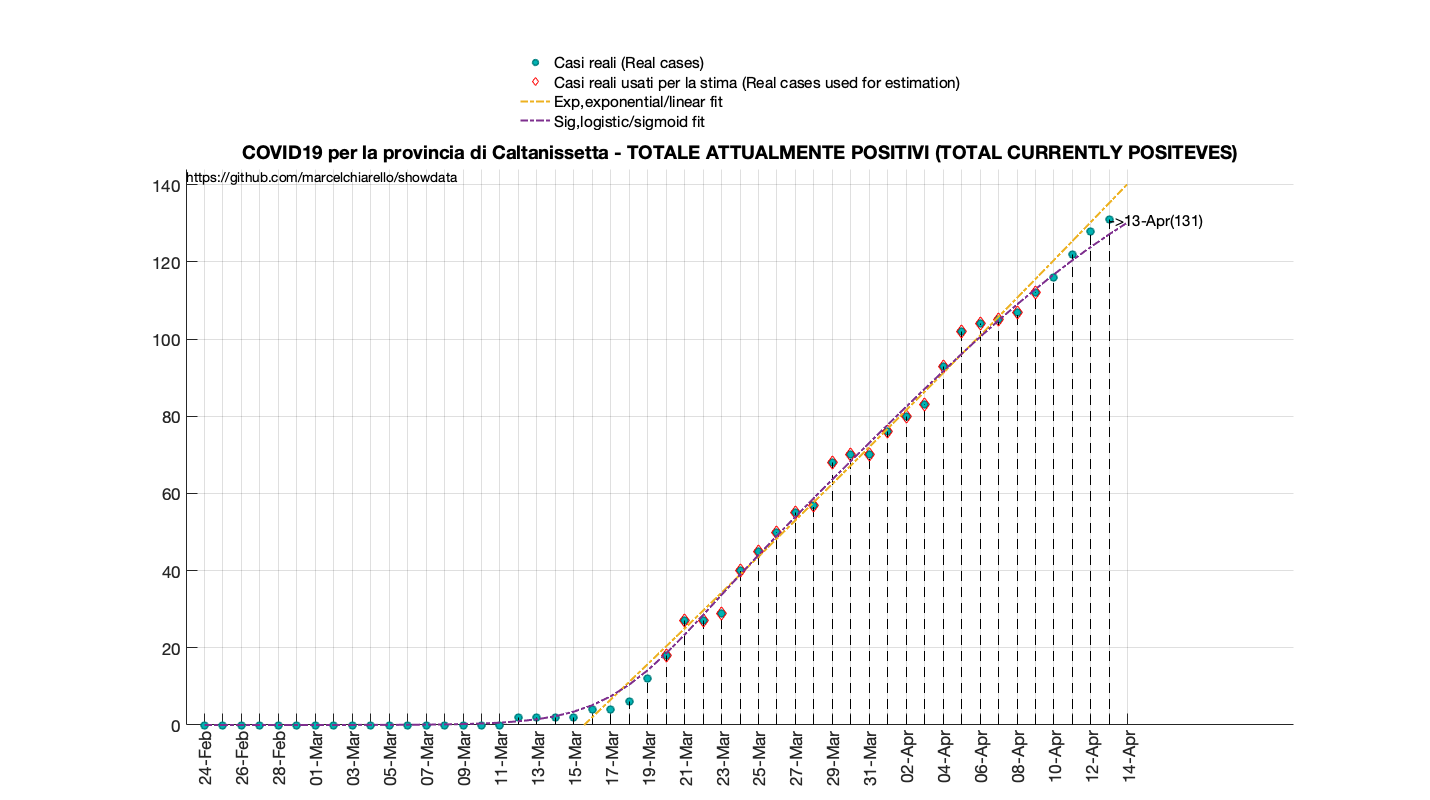 Casi reali (Real cases)
Casi reali usati per la stima (Real cases used for estimation)
Exp,exponential/linear fit
Sig,logistic/sigmoid fit
COVID19 per la provincia di Caltanissetta - TOTALE ATTUALMENTE POSITIVI (TOTAL CURRENTLY POSITEVES)
https://github.com/marcelchiarello/showdata
140
120
100
80
60
40
20
0
->13-Apr(131)
24-Feb
26-Feb
28-Feb
01-Mar
03-Mar
05-Mar
07-Mar
09-Mar
11-Mar
13-Mar
15-Mar
17-Mar
19-Mar
21-Mar
23-Mar
25-Mar
27-Mar
29-Mar
31-Mar
02-Apr
04-Apr
06-Apr
08-Apr
10-Apr
12-Apr
14-Apr